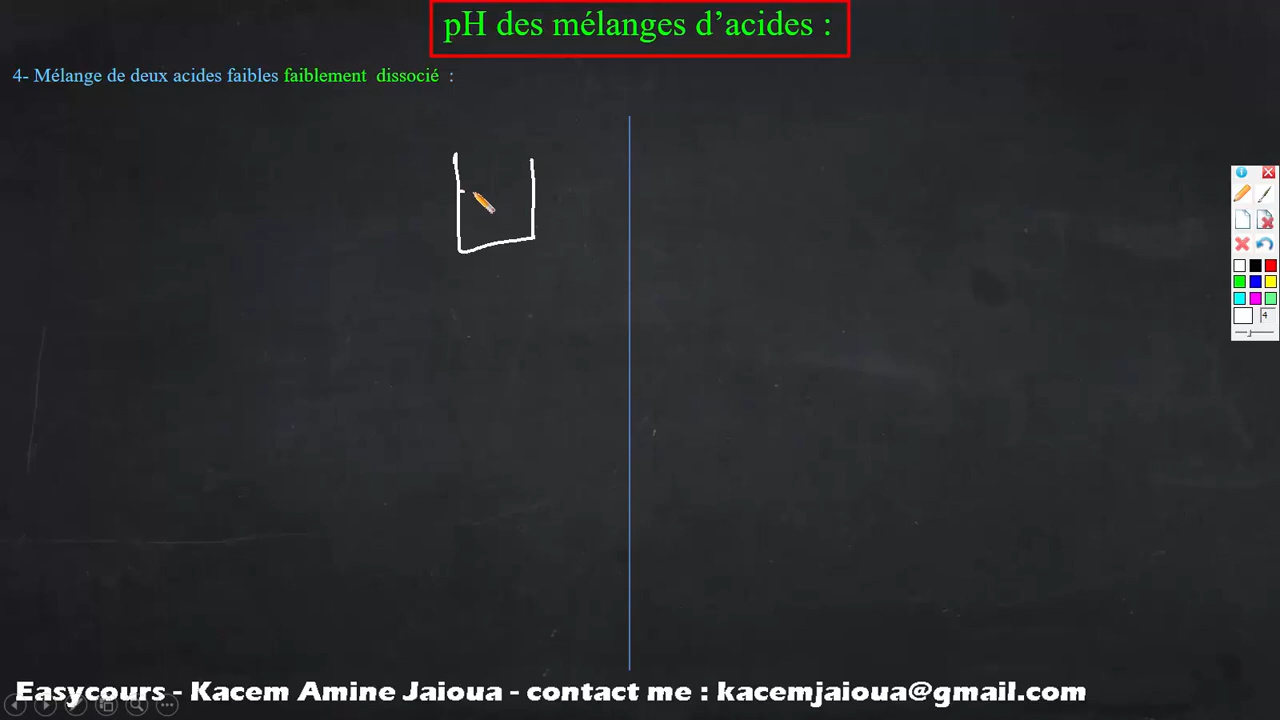 pH des mélanges d’acides :
4- Mélange de deux acides faibles faiblement dissocié :
4
Easycours - Kacem Amine Jaioua - contact me : kacemjaioua@gmail.com